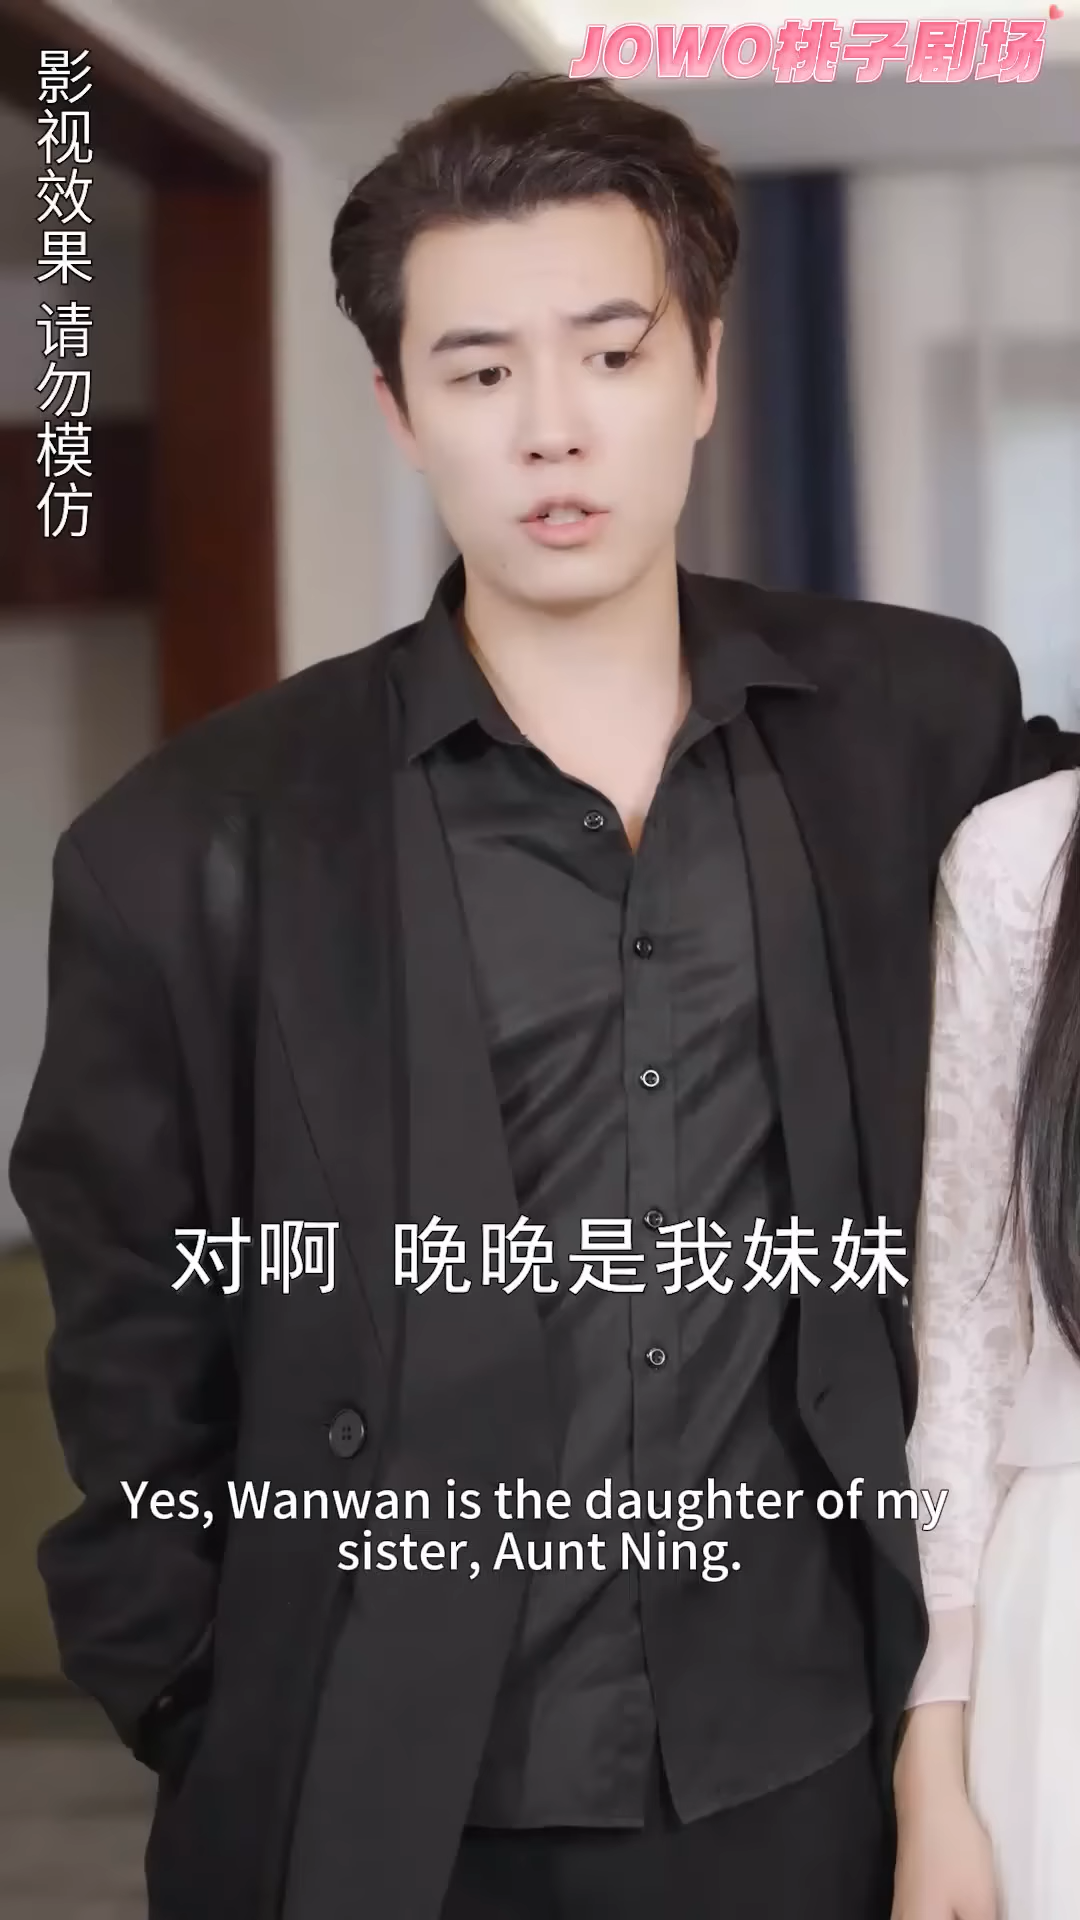 JOWO桃子剧场
影视效果 请勿模仿
对啊 晚晚是我妹妹
Yes, Wanwan is the daughter of my
sister, Aunt Ning.